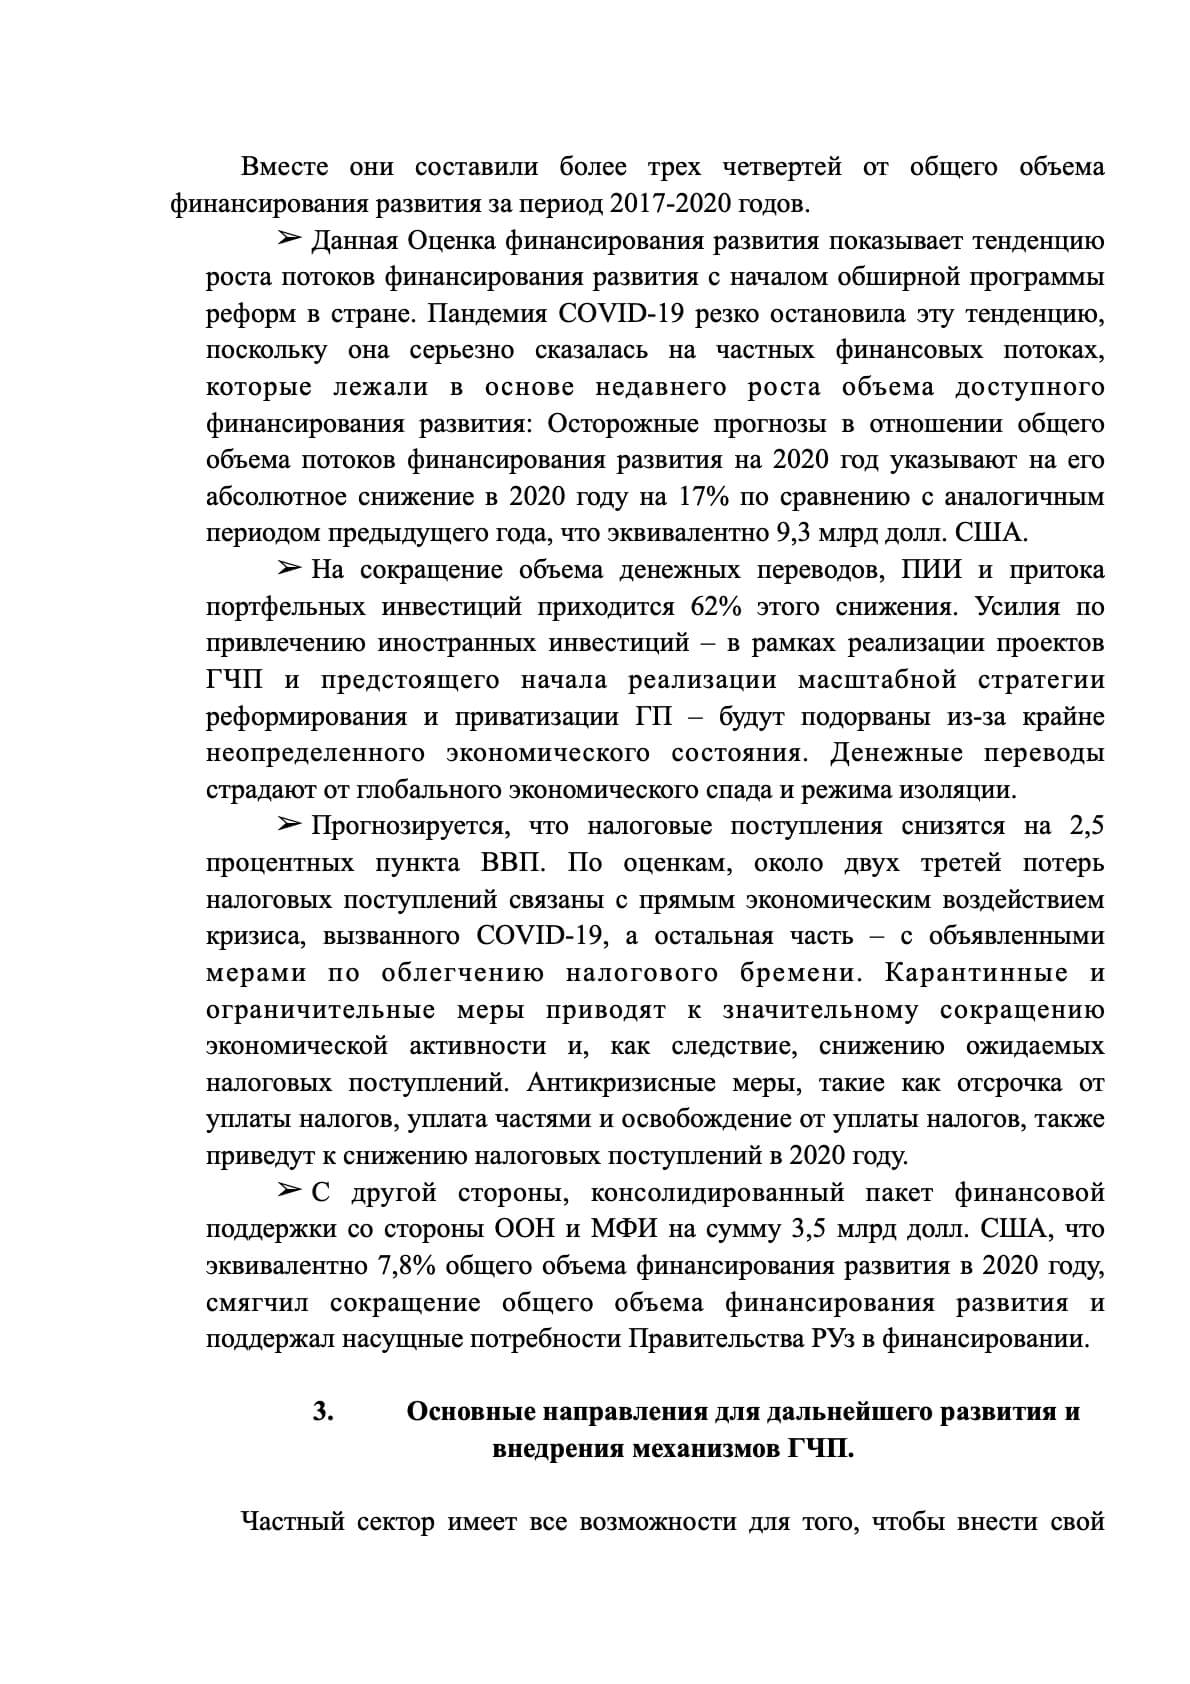 Вместе они составили более трех четвертей от общего объема
финансирования развития за период 2017-2020 годов.
➢ Данная Оценка финансирования развития показывает тенденцию
роста потоков финансирования развития с началом обширной программы
реформ в стране. Пандемия COVID-19 резко остановила эту тенденцию,
поскольку она серьезно сказалась на частных финансовых потоках,
которые лежали в основе недавнего роста объема доступного
финансирования развития: Осторожные прогнозы в отношении общего
объема потоков финансирования развития на 2020 год указывают на его
абсолютное снижение в 2020 году на 17% по сравнению с аналогичным
периодом предыдущего года, что эквивалентно 9,3 млрд долл. США.
➢ На сокращение объема денежных переводов, ПИИ и притока
портфельных инвестиций приходится 62% этого снижения. Усилия по
привлечению иностранных инвестиций – в рамках реализации проектов
ГЧП и предстоящего начала реализации масштабной стратегии
реформирования и приватизации ГП – будут подорваны из-за крайне
неопределенного экономического состояния. Денежные переводы
страдают от глобального экономического спада и режима изоляции.
➢ Прогнозируется, что налоговые поступления снизятся на 2,5
процентных пункта ВВП. По оценкам, около двух третей потерь
налоговых поступлений связаны с прямым экономическим воздействием
кризиса, вызванного COVID-19, а остальная часть – с объявленными
мерами по облегчению налогового бремени. Карантинные и
ограничительные меры приводят к значительному сокращению
экономической активности и, как следствие, снижению ожидаемых
налоговых поступлений. Антикризисные меры, такие как отсрочка от
уплаты налогов, уплата частями и освобождение от уплаты налогов, также
приведут к снижению налоговых поступлений в 2020 году.
➢ С другой стороны, консолидированный пакет финансовой
поддержки со стороны ООН и МФИ на сумму 3,5 млрд долл. США, что
эквивалентно 7,8% общего объема финансирования развития в 2020 году,
смягчил сокращение общего объема финансирования развития и
поддержал насущные потребности Правительства РУз в финансировании.
3. Основные направления для дальнейшего развития и
внедрения механизмов ГЧП.
Частный сектор имеет все возможности для того, чтобы внести свой